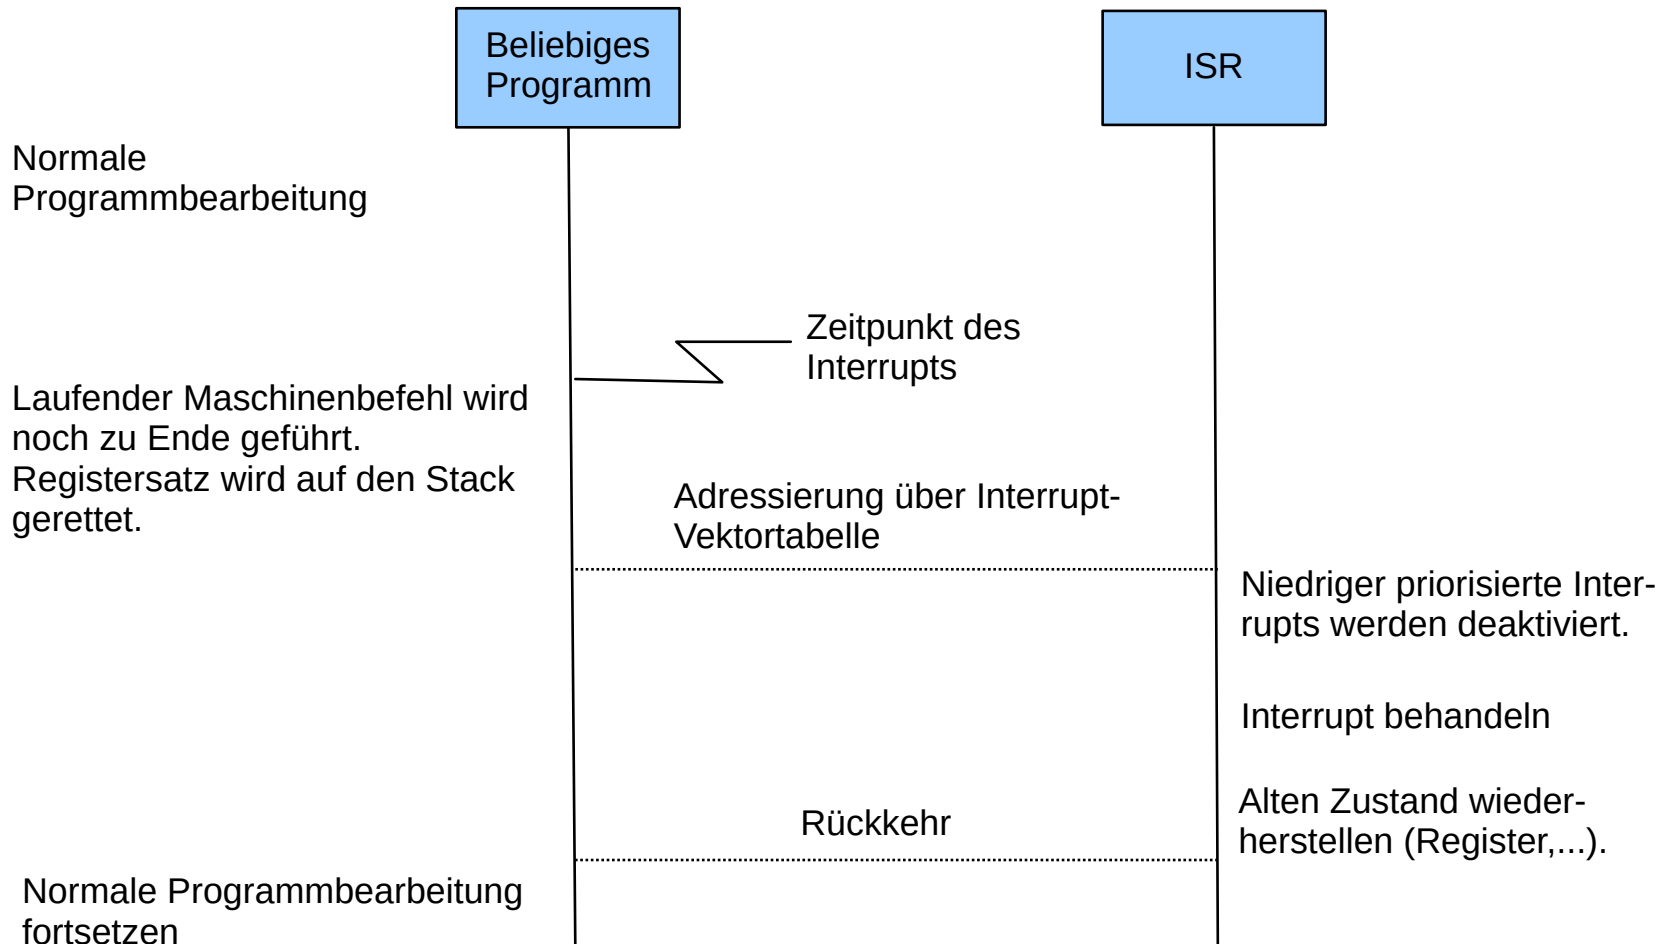 Beliebiges
Programm
ISR
Normale
Programmbearbeitung
Zeitpunkt des
Interrupts
Laufender Maschinenbefehl wird
noch zu Ende geführt.
Registersatz wird auf den Stack
gerettet.
Adressierung über Interrupt-
Vektortabelle
Niedriger priorisierte Inter-
rupts werden deaktiviert.
Interrupt behandeln
Alten Zustand wieder-
herstellen (Register,...).
Rückkehr
Normale Programmbearbeitung
fortsetzen